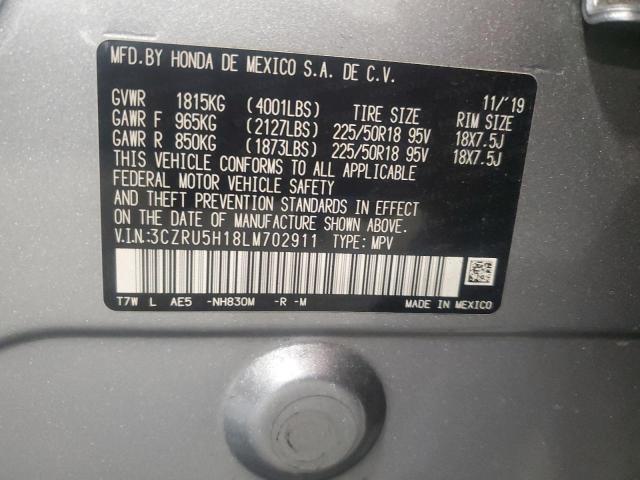 MFD.BY HONDA DE MEXICO S.A. DE C.V.
11/'19
GVWR 1815KG (4001LBS) TIRE SIZE RIM SIZE
GAWR F 965KG (2127LBS) 225/50R18 95V 18X7.5J
GAWR R 850KG (1873LBS) 225/50R18 95V 18X7.5J
THIS VEHICLE CONFORMS TO ALL APPLICABLE
FEDERAL MOTOR VEHICLE SAFETY
AND THEFT PREVENTION STANDARDS IN EFFECT
ON THE DATE OF MANUFACTURE SHOWN ABOVE.
V.I.N.:3CZRU5H18LM702911 TYPE: MPV
T7W L AE5 -NH830M -R -M
MADE IN MEXICO